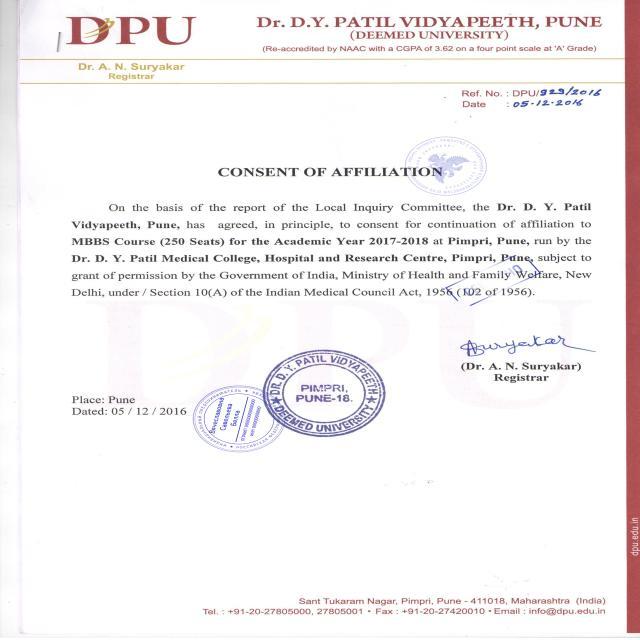 DPU
Dr. D.Y. PATIL VIDYAPEETH, PUNE
(DEEMED UNIVERSITY)
(Re-accredited by NAAC with a CGPA of 3.62 on a four point scale at 'A' Grade)
Dr. A. N. Suryakar
Registrar
Ref. No. : DPU/929/2016
Date : 05-12-2016
CONSENT OF AFFILIATION
On the basis of the report of the Local Inquiry Committee, the Dr. D. Y. Patil
Vidyapeeth, Pune, has agreed, in principle, to consent for continuation of affiliation to
MBBS Course (250 Seats) for the Academic Year 2017-2018 at Pimpri, Pune, run by the
Dr. D. Y. Patil Medical College, Hospital and Research Centre, Pimpri, Pune, subject to
grant of permission by the Government of India, Ministry of Health and Family Welfare, New
Delhi, under / Section 10(A) of the Indian Medical Council Act, 1956 (102 of 1956).
Suryakar
(Dr. A. N. Suryakar)
Registrar
Place: Pune
Dated: 05 / 12 / 2016
DR. D. Y. PATIL VIDYAPEETH
PIMPRI,
PUNE-18.
DEEMED UNIVERSITY
dpu.edu.in
Sant Tukaram Nagar, Pimpri, Pune - 411018, Maharashtra (India)
Tel. : +91-20-27805000, 27805001 • Fax : +91-20-27420010 • Email : info@dpu.edu.in